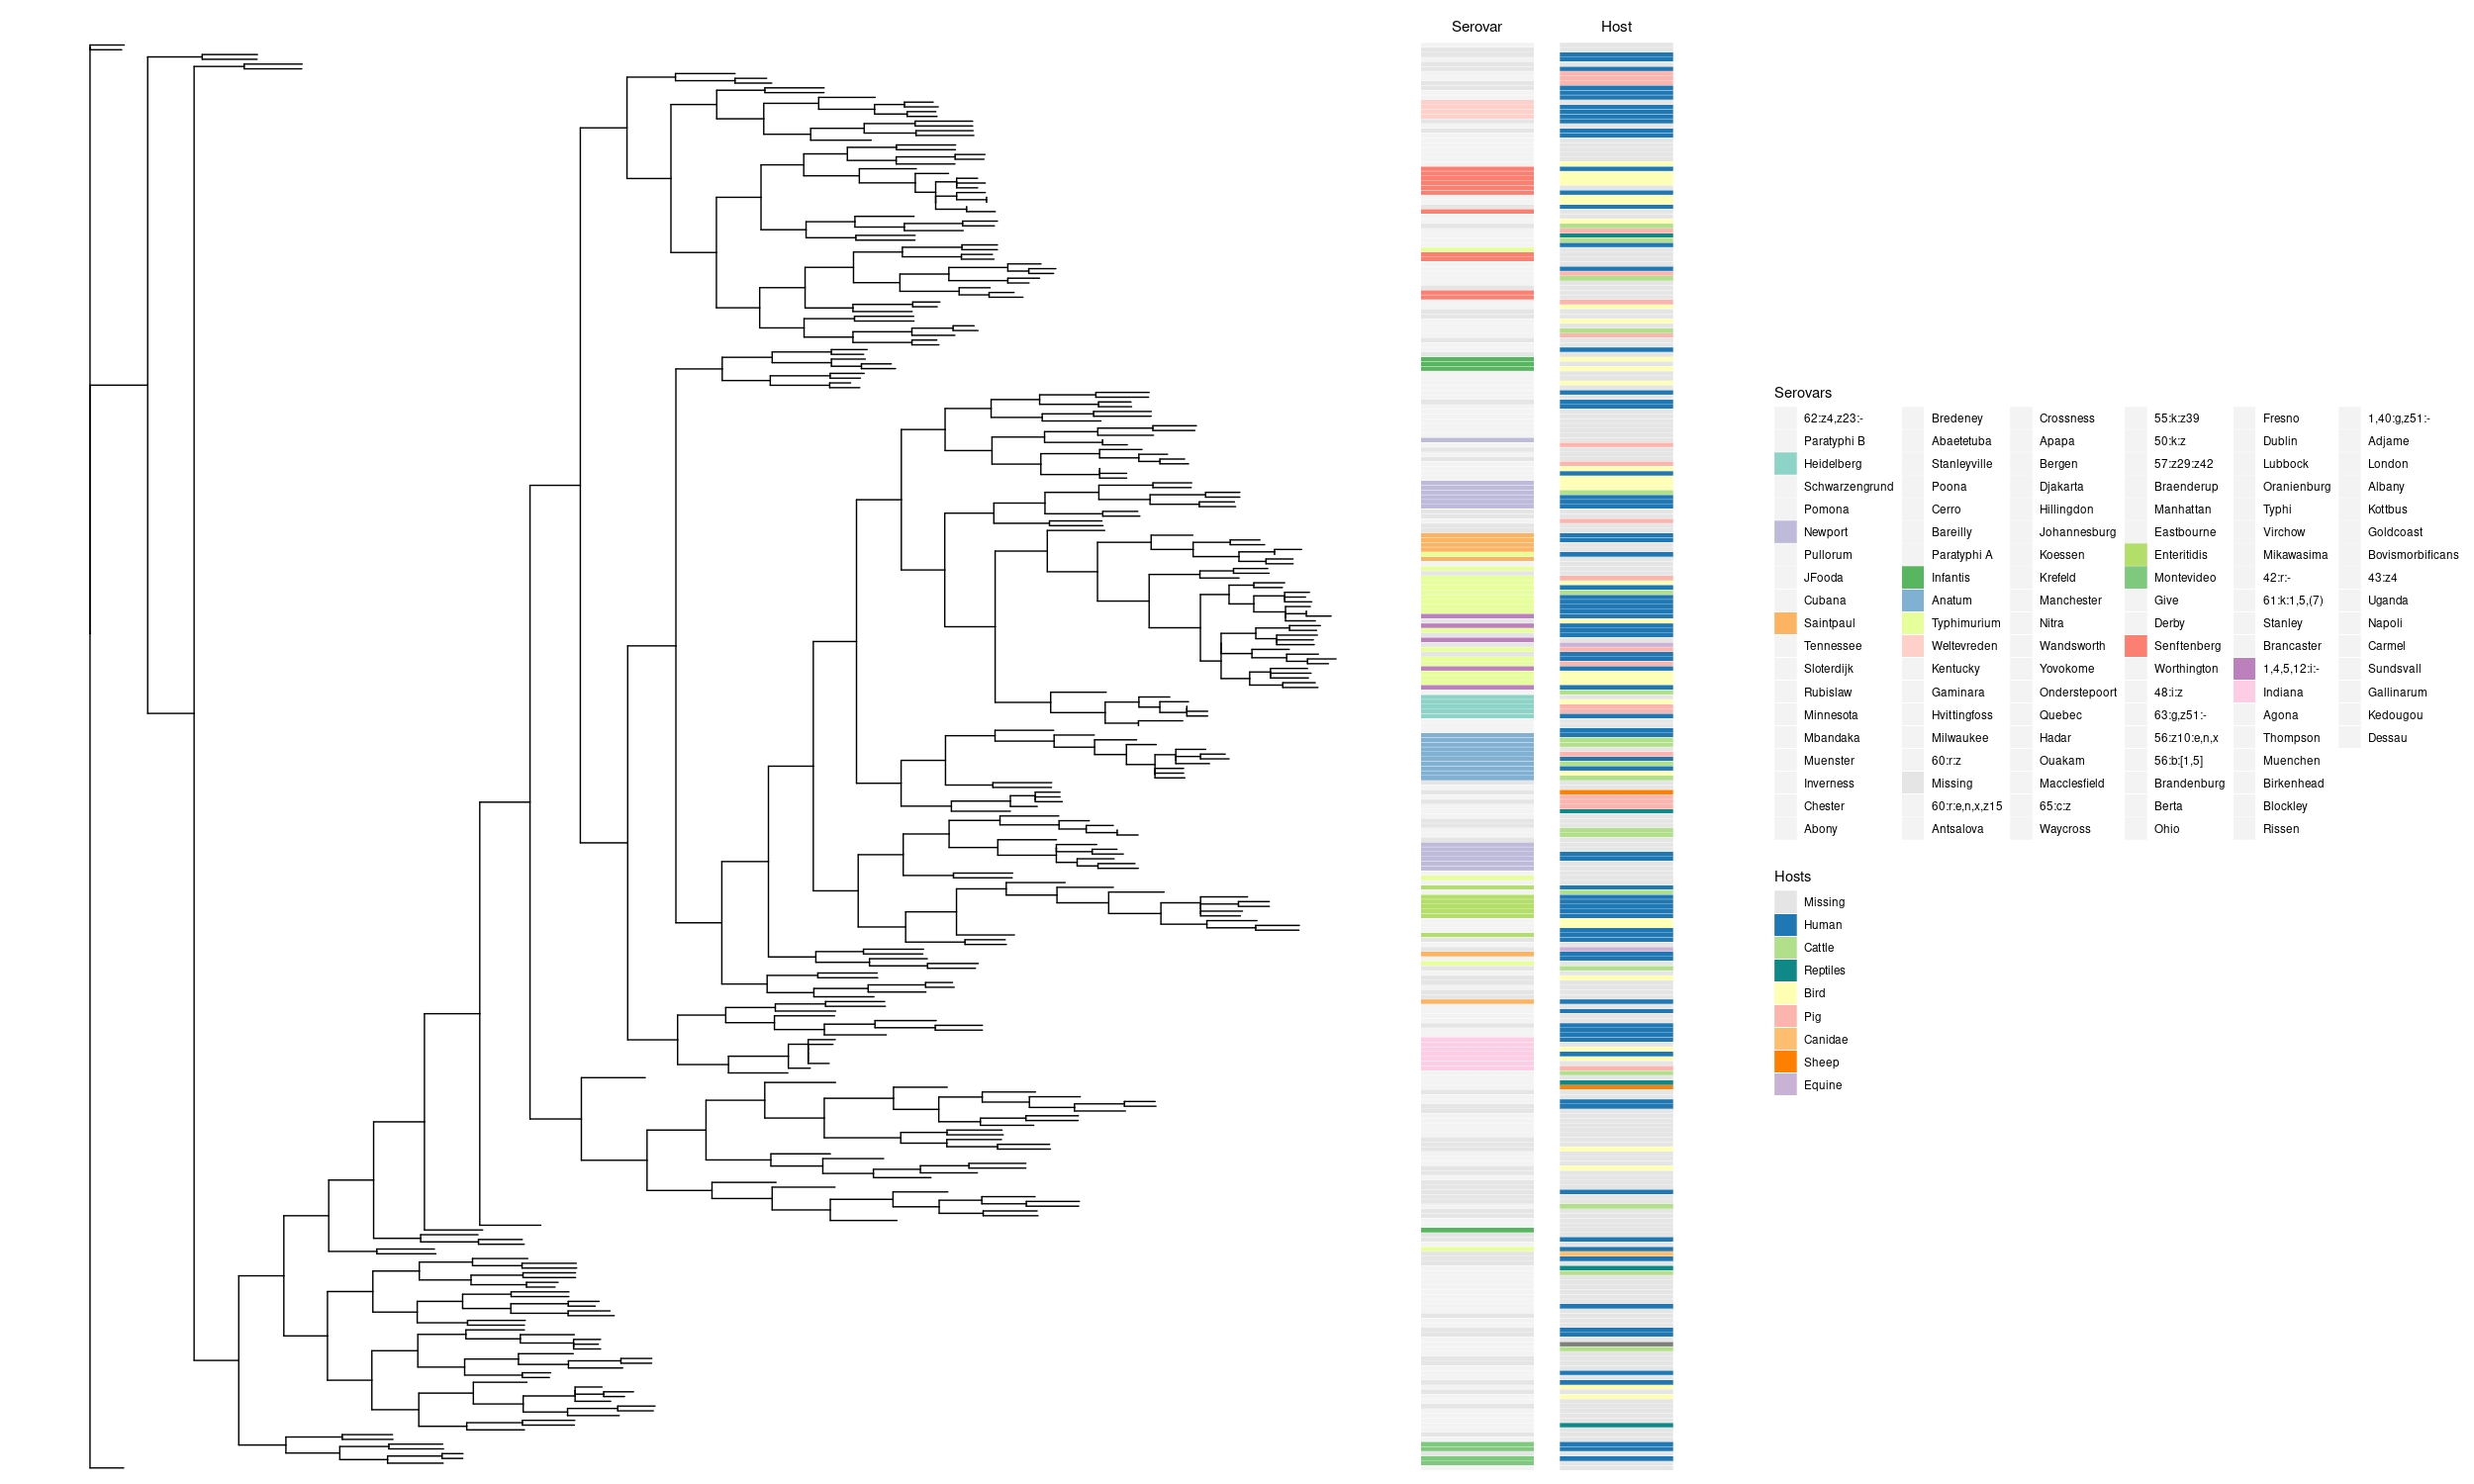 Serovar Host
Serovars
62:z4,z23:- Bredeney Crossness 55:k:z39 Fresno 1,40:g,z51:-
Paratyphi B Abaetetuba Apapa 50:k:z Dublin Adjame
Heidelberg Stanleyville Bergen 57:z29:z42 Lubbock London
Schwarzengrund Poona Djakarta Braenderup Oranienburg Albany
Pomona Cerro Hillingdon Manhattan Typhi Kottbus
Newport Bareilly Johannesburg Eastbourne Virchow Goldcoast
Pullorum Paratyphi A Koessen Enteritidis Mikawasima Bovismorbificans
JFooda Infantis Krefeld Montevideo 42:r:- 43:z4
Cubana Anatum Manchester Give 61:k:1,5,(7) Uganda
Saintpaul Typhimurium Nitra Derby Stanley Napoli
Tennessee Weltevreden Wandsworth Senftenberg Brancaster Carmel
Sloterdijk Kentucky Yovokome Worthington 1,4,5,12:i:- Sundsvall
Rubislaw Gaminara Onderstepoort 48:i:z Indiana Gallinarum
Minnesota Hvittingfoss Quebec 63:g,z51:- Agona Kedougou
Mbandaka Milwaukee Hadar 56:z10:e,n,x Thompson Dessau
Muenster 60:r:z Ouakam 56:b:[1,5] Muenchen
Inverness Missing Macclesfield Brandenburg Birkenhead
Chester 60:r:e,n,x,z15 65:c:z Berta Blockley
Abony Antsalova Waycross Ohio Rissen
Hosts
Missing
Human
Cattle
Reptiles
Bird
Pig
Canidae
Sheep
Equine